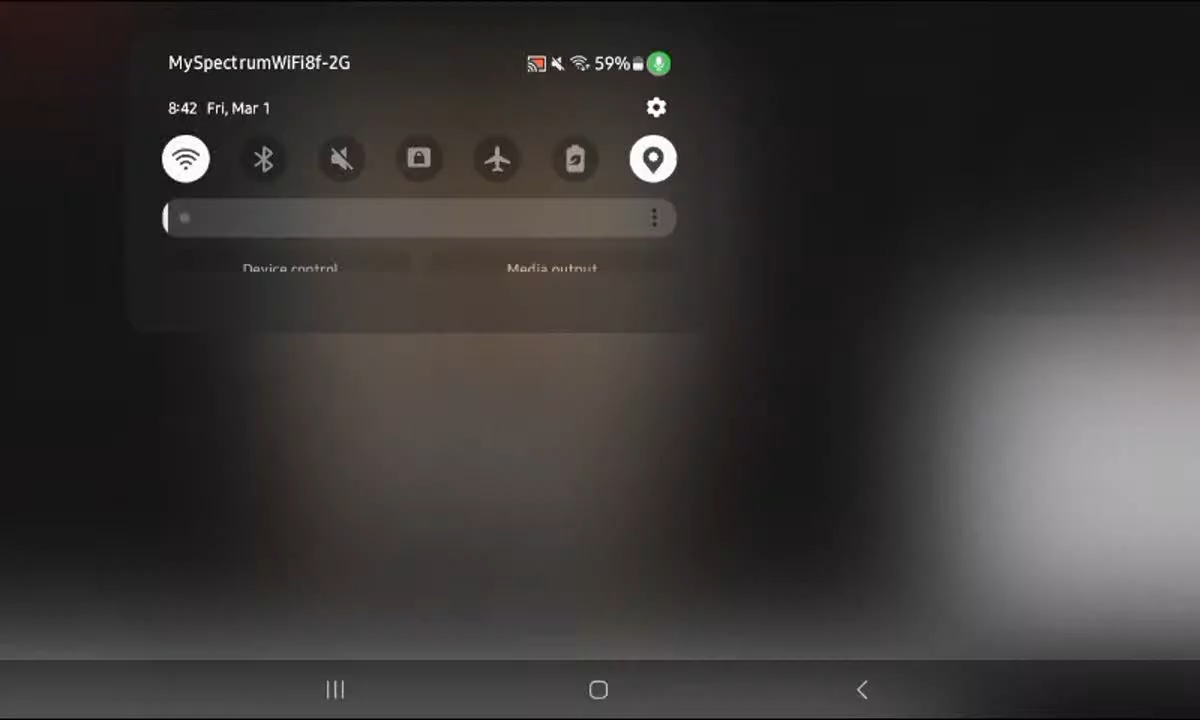 MySpectrumWiFi8f-2G
59%
8:42 Fri, Mar 1
Device control
Media output